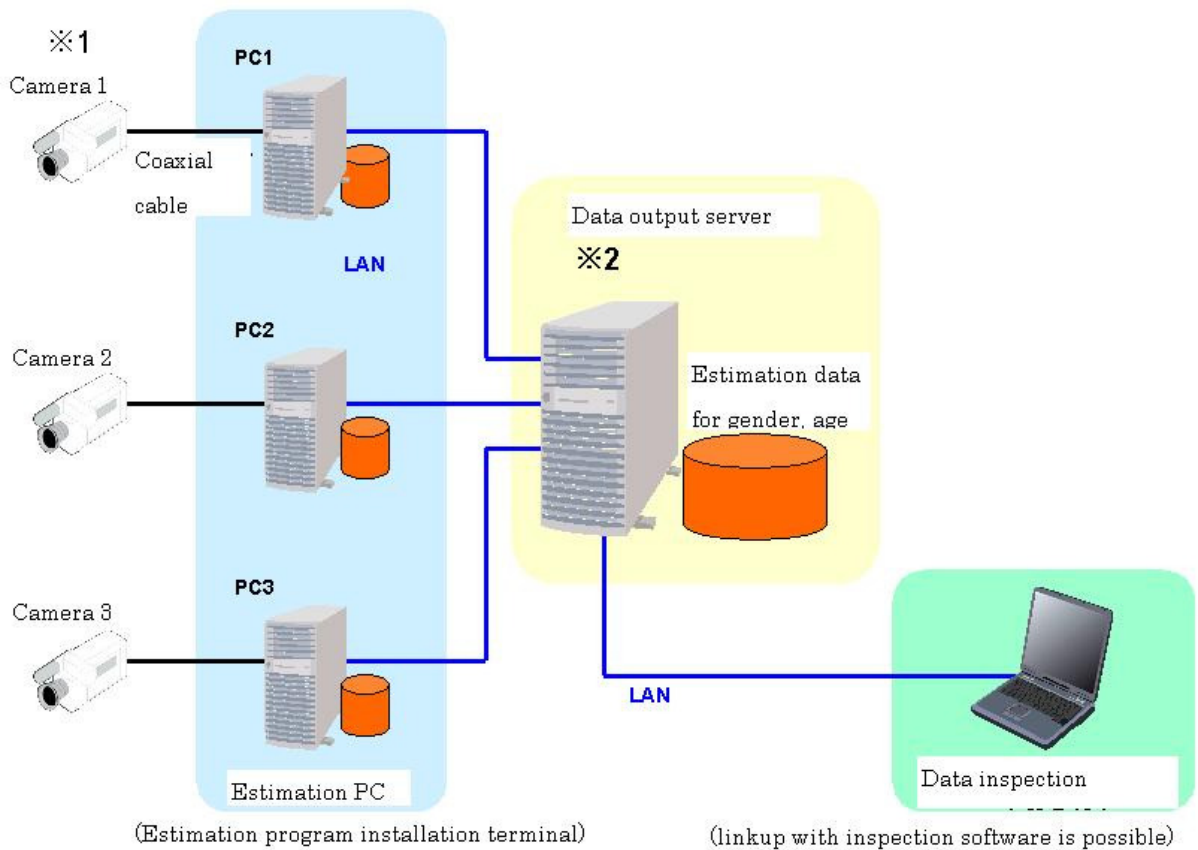 ※1
Camera 1
PC1
Coaxial
cable
LAN
Camera 2
PC2
Camera 3
PC3
Estimation PC
(Estimation program installation terminal)
Data output server
※2
Estimation data
for gender, age
LAN
Data inspection
(linkup with inspection software is possible)